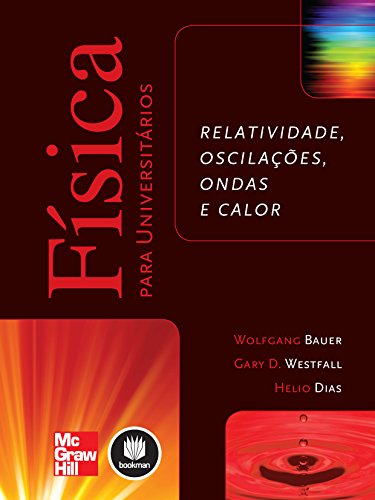 Física
PARA UNIVERSITÁRIOS
RELATIVIDADE,
OSCILAÇÕES,
ONDAS
E CALOR
WOLFGANG BAUER
GARY D. WESTFALL
HELIO DIAS
Mc
Graw
Hill
bookman